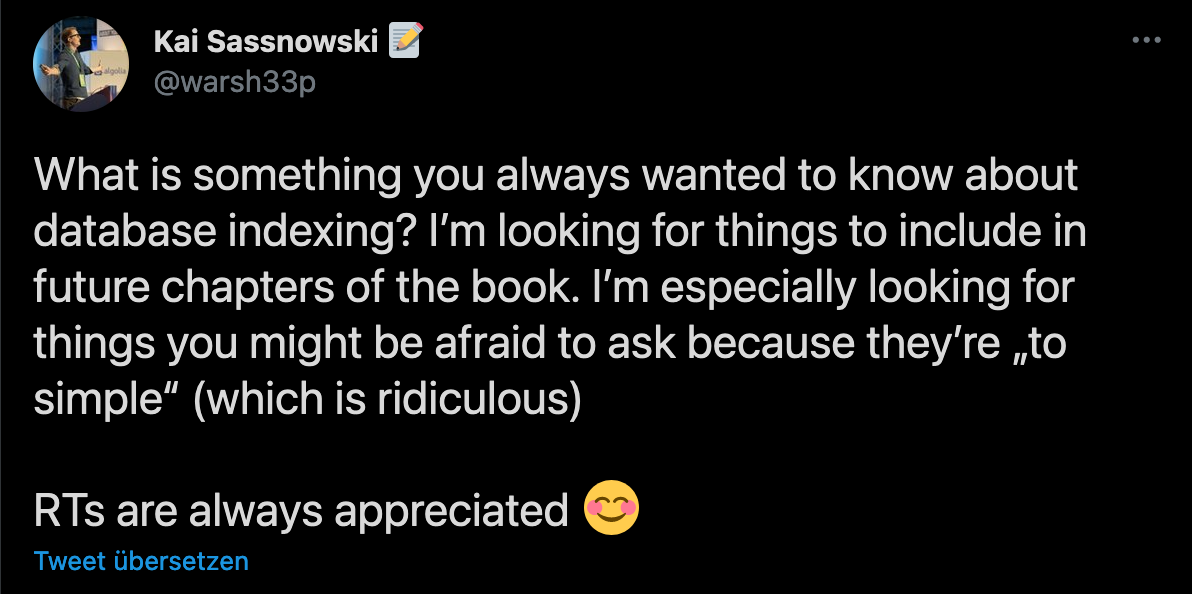 Kai Sassnowski 📝
@warsh33p
algolia
What is something you always wanted to know about
database indexing? I’m looking for things to include in
future chapters of the book. I’m especially looking for
things you might be afraid to ask because they’re „to
simple“ (which is ridiculous)
RTs are always appreciated 😊
Tweet übersetzen